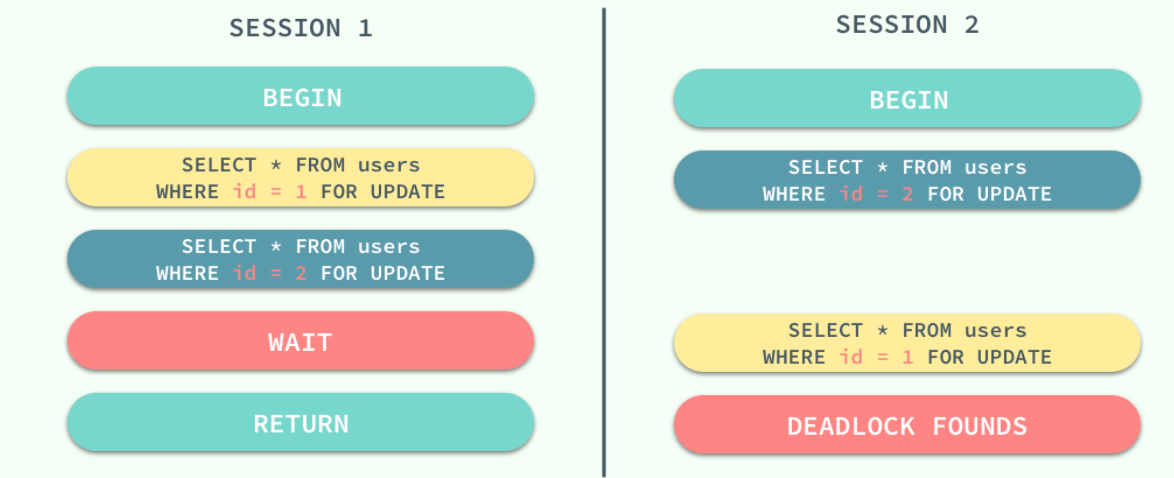 SESSION 1
BEGIN
SELECT * FROM users
WHERE id = 1 FOR UPDATE
SELECT * FROM users
WHERE id = 2 FOR UPDATE
WAIT
RETURN
SESSION 2
BEGIN
SELECT * FROM users
WHERE id = 2 FOR UPDATE
SELECT * FROM users
WHERE id = 1 FOR UPDATE
DEADLOCK FOUNDS